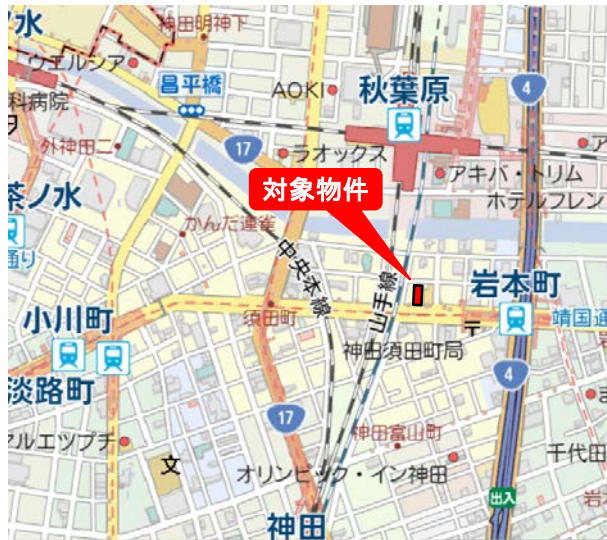 ノ水
神田明神下
ウエルシア
昌平橋
AOKI
秋葉原
4
科病院
外神田二
17
ラオックス
ア
アキバ・トリム
ホテルフレン
対象物件
茶ノ水
かんだ連雀
通り
中央本線
山手線
岩本町
小川町
須田町
靖国通
〒
神田須田町局
淡路町
4
17
神田富山町
マルエツプチ
文
オリンピック・イン神田
千代田
出入
岩
神田